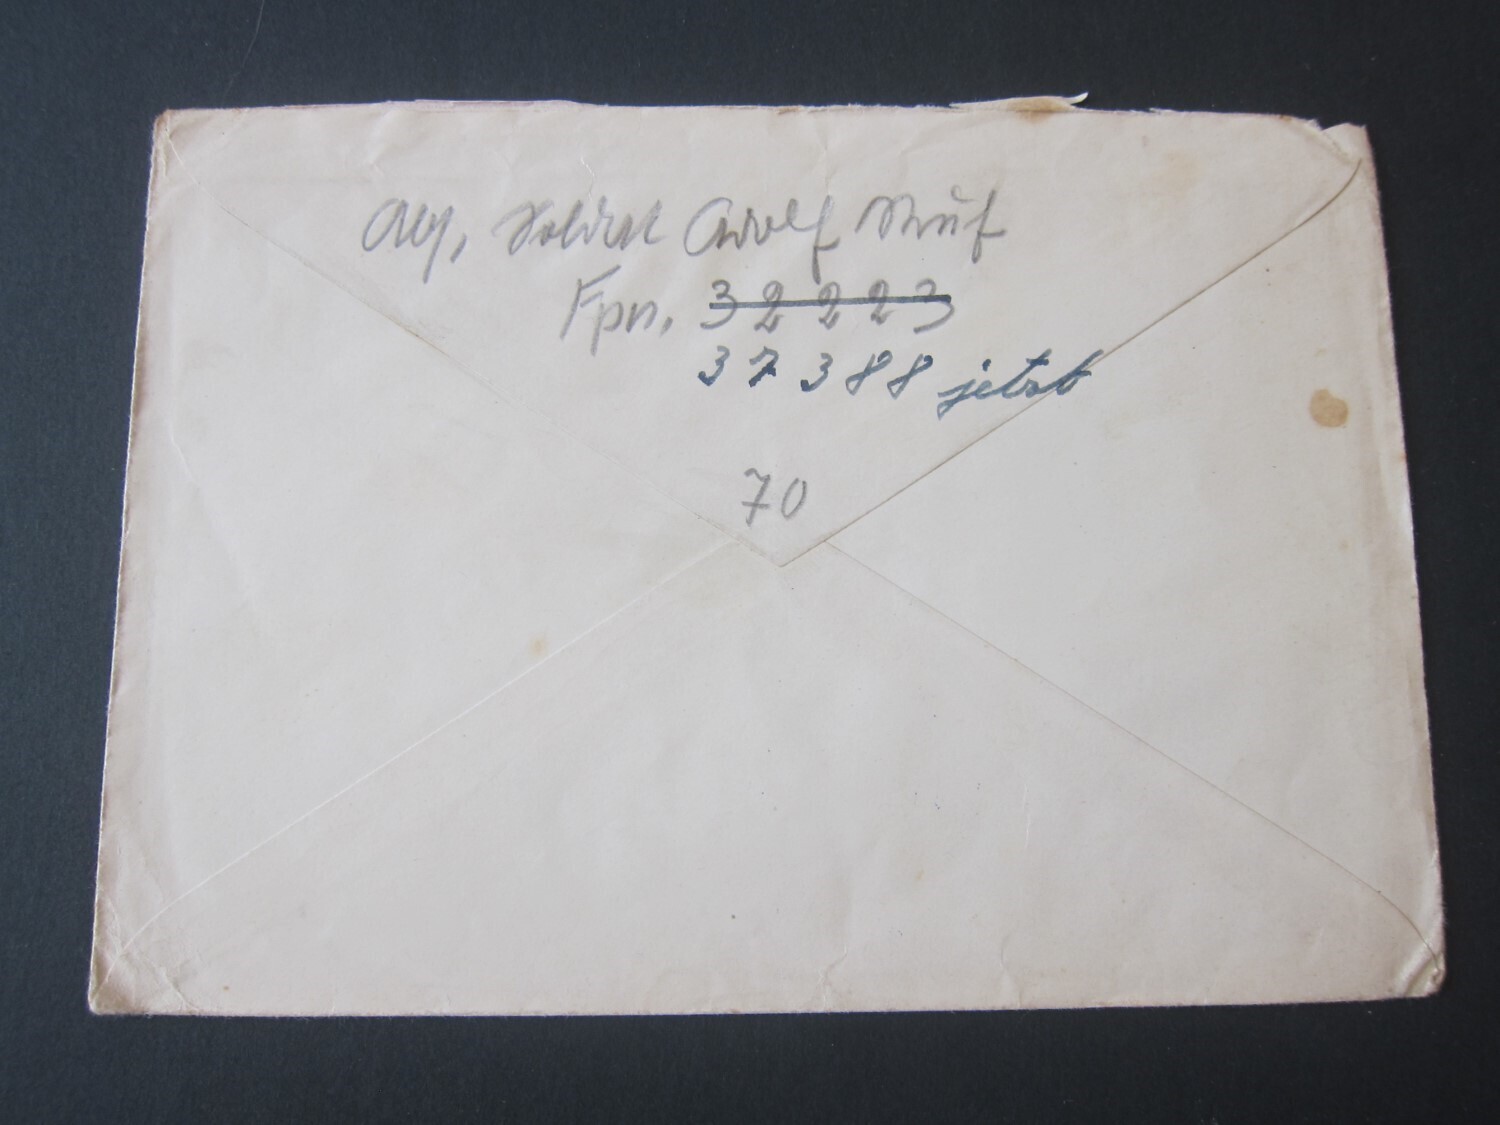 Abs. Soldat Adolf
Fpn. 32223
37388 jetzt
70